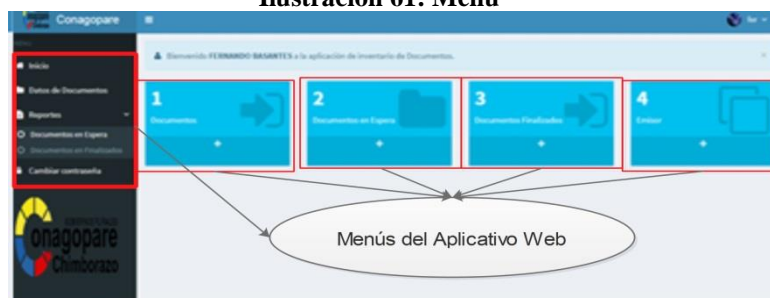 Ilustración 61: Menú
Conagopare
Bienvenido FERNANDO BASANTES a la aplicación de inventario de Documentos.
Inicio
Datos de Documentos
Reportes
Documentos en Espera
Documentos en Finalizados
Cambiar contraseña
1
Documentos
2
Documentos en Espera
3
Documentos Finalizados
4
Emisor
Menús del Aplicativo Web
onagopare
Chimborazo